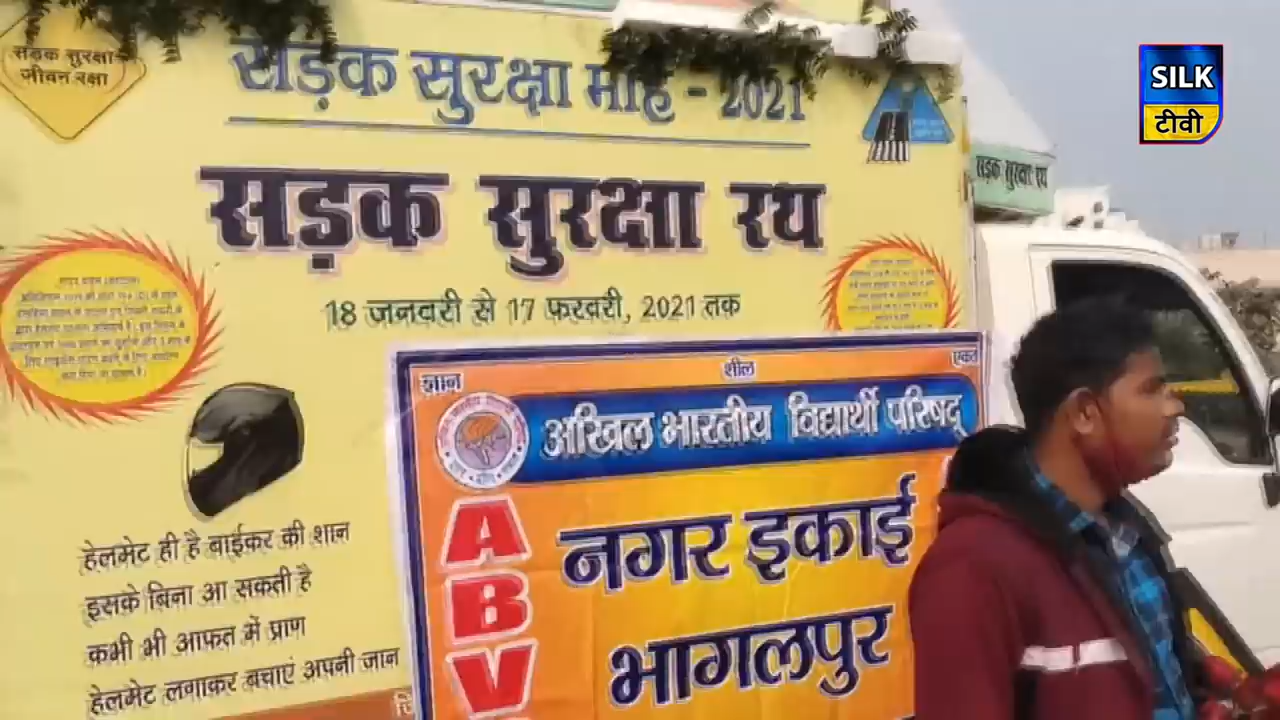 सड़क सुरक्षा
जीवन रक्षा
सड़क सुरक्षा माह - 2021
SILK
टीवी
सड़क सुरक्षा रथ
सड़क सुरक्षा रथ
18 जनवरी से 17 फरवरी, 2021 तक
ज्ञान
शील
अखिल भारतीय विद्यार्थी परिषद्
ABV
नगर इकाई
भागलपुर
हेलमेट ही है बाईकर की शान
इसके बिना आ सकती है
कभी भी आफत में प्राण
हेलमेट लगाकर बचाएं अपनी जान